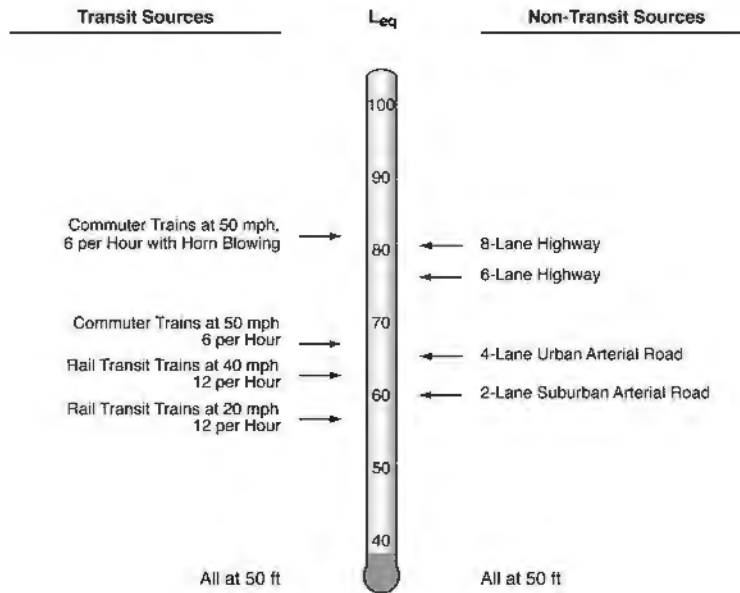 Transit Sources
Leq
Non-Transit Sources
100
90
Commuter Trains at 50 mph,
6 per Hour with Horn Blowing
80
8-Lane Highway
6-Lane Highway
70
Commuter Trains at 50 mph
6 per Hour
4-Lane Urban Arterial Road
Rail Transit Trains at 40 mph
12 per Hour
60
2-Lane Suburban Arterial Road
Rail Transit Trains at 20 mph
12 per Hour
50
40
All at 50 ft
All at 50 ft